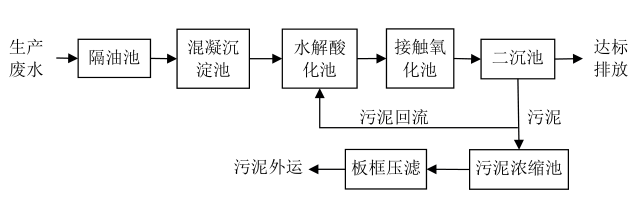 生产
废水
隔油池
混凝沉
淀池
水解酸
化池
接触氧
化池
二沉池
达标
排放
污泥回流
污泥
污泥外运
板框压滤
污泥浓缩池